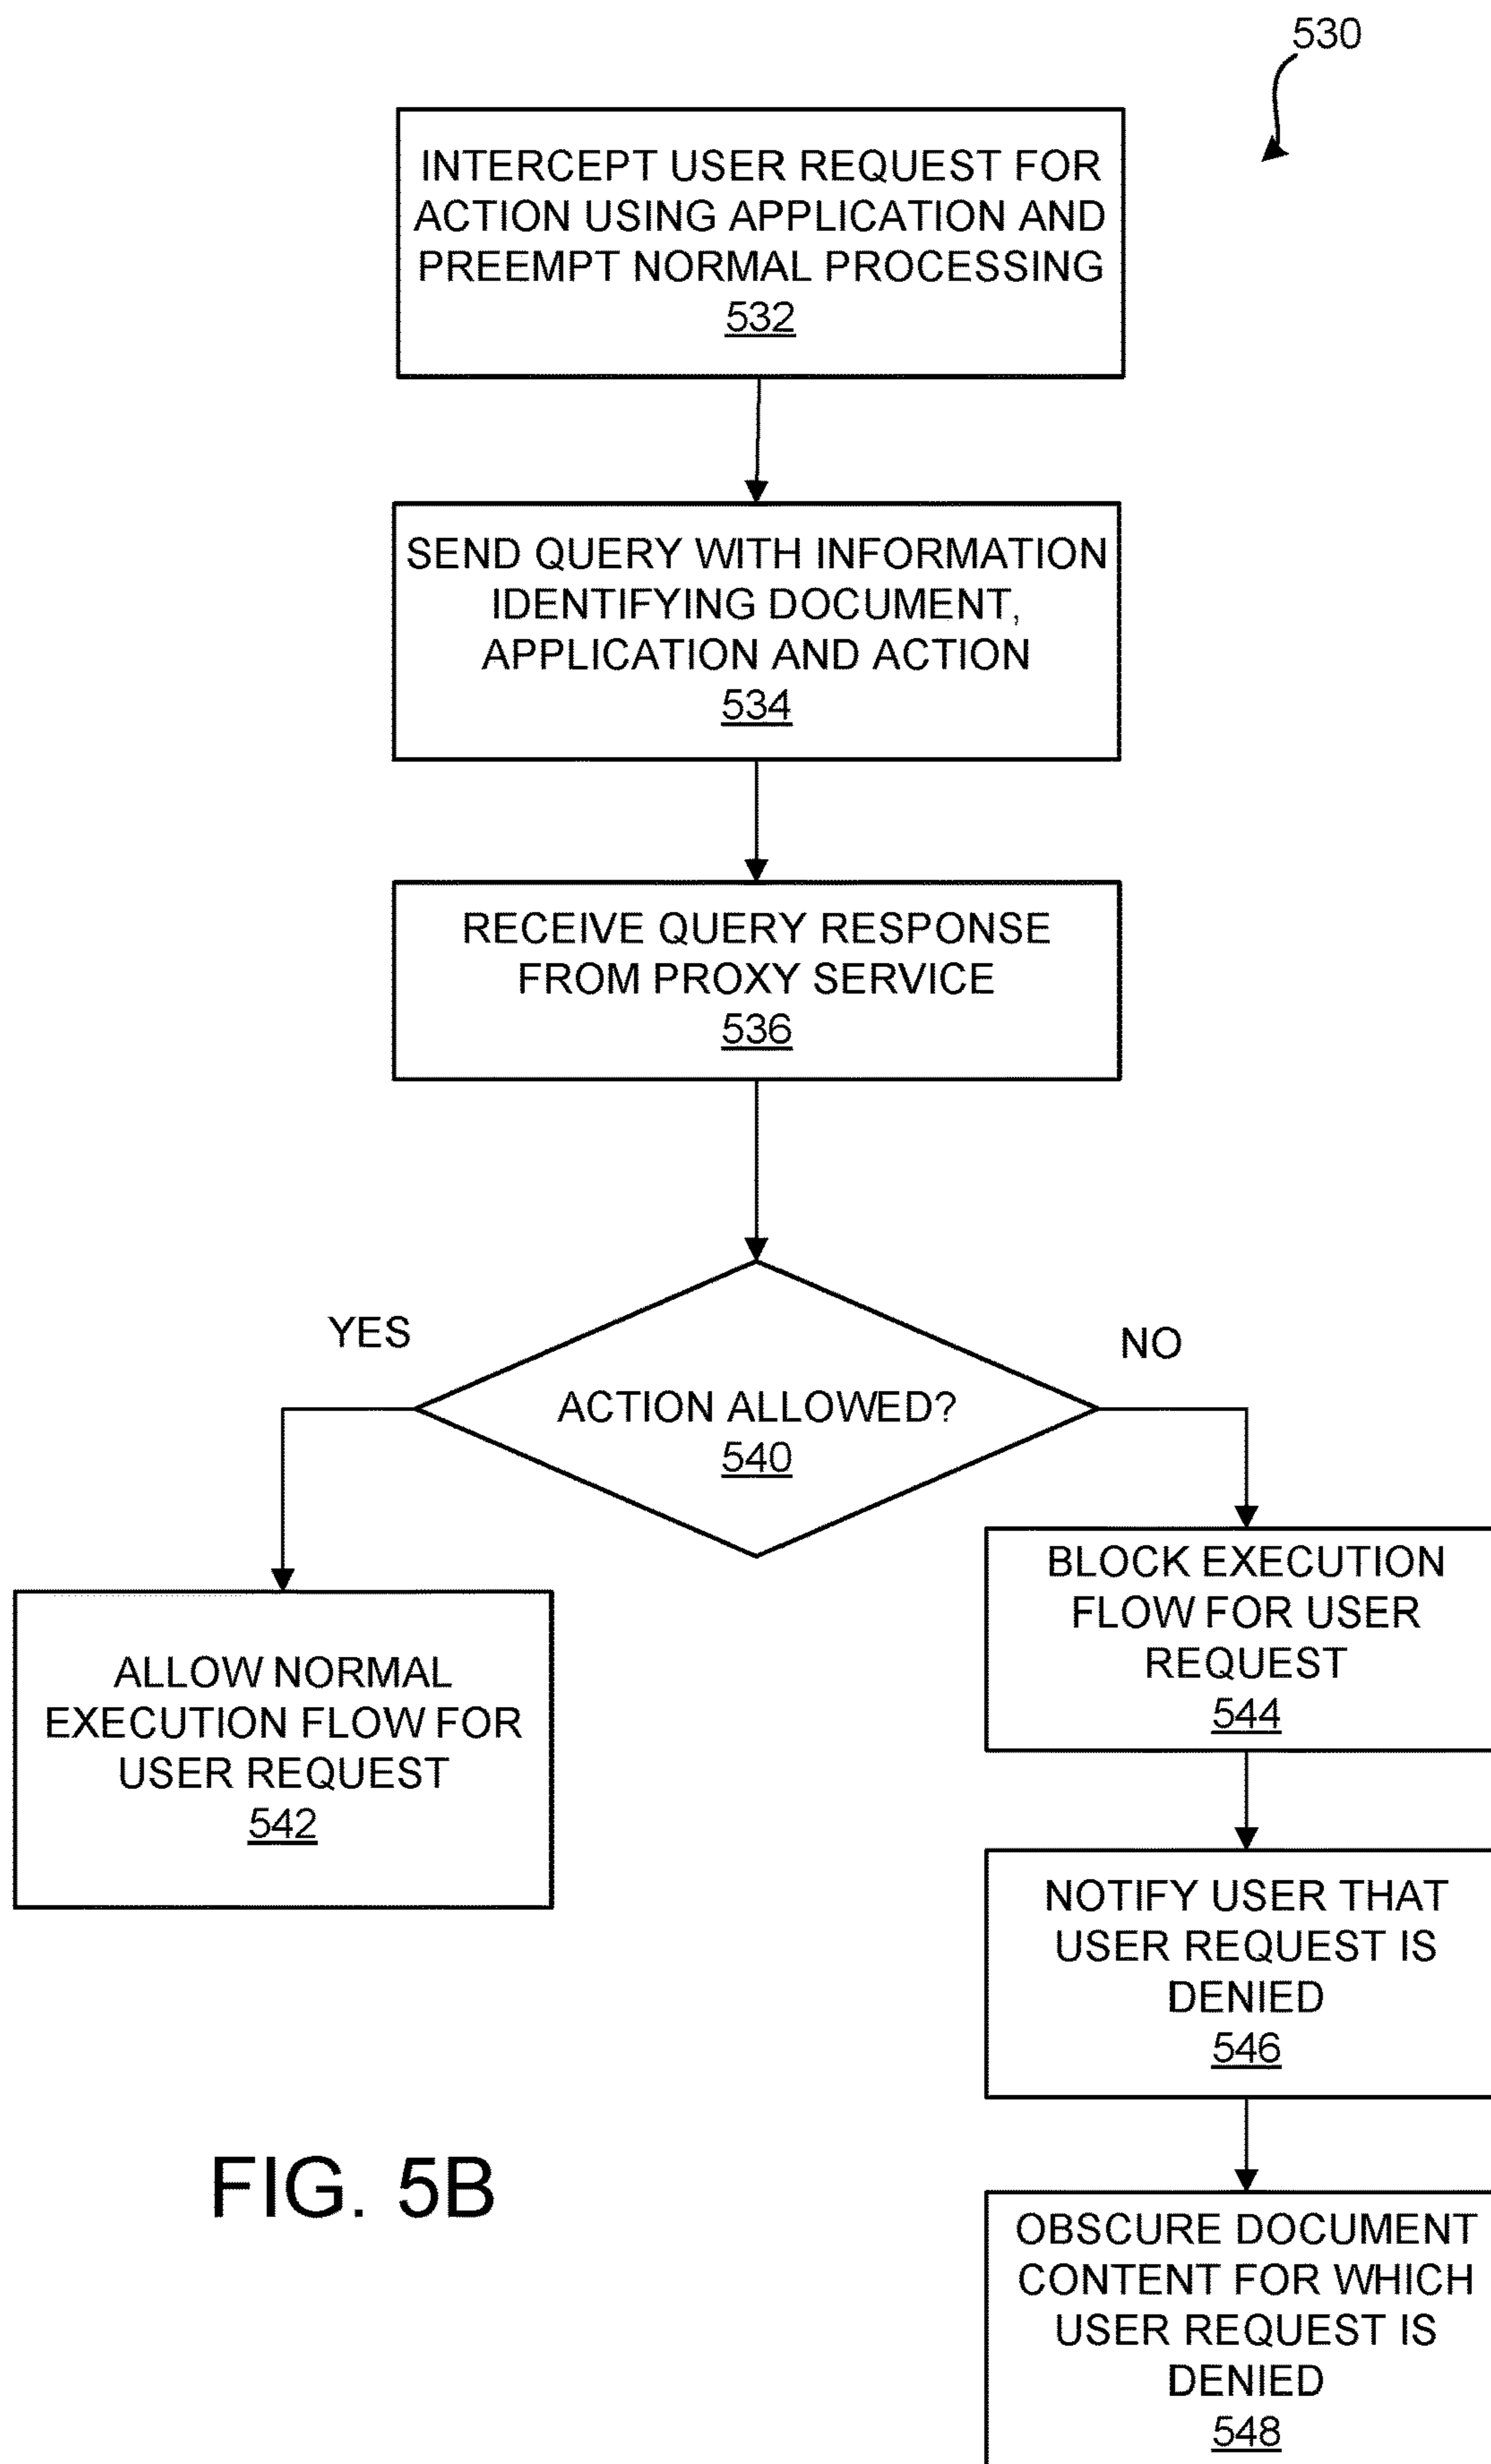 530
INTERCEPT USER REQUEST FOR
ACTION USING APPLICATION AND
PREEMPT NORMAL PROCESSING
532
SEND QUERY WITH INFORMATION
IDENTIFYING DOCUMENT,
APPLICATION AND ACTION
534
RECEIVE QUERY RESPONSE
FROM PROXY SERVICE
536
YES
NO
ACTION ALLOWED?
540
ALLOW NORMAL
EXECUTION FLOW FOR
USER REQUEST
542
BLOCK EXECUTION
FLOW FOR USER
REQUEST
544
NOTIFY USER THAT
USER REQUEST IS
DENIED
546
OBSCURE DOCUMENT
CONTENT FOR WHICH
USER REQUEST IS
DENIED
548
FIG. 5B